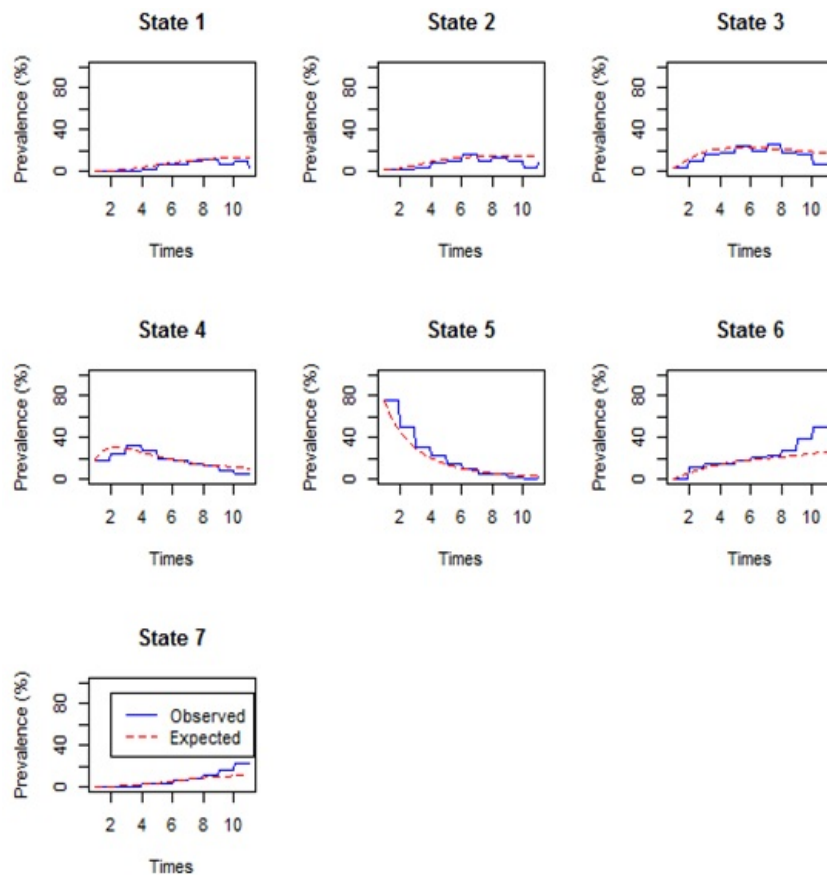 State 1
State 2
State 3
Prevalence (%)
80
40
0
2 4 6 8 10
Times
Prevalence (%)
80
40
0
2 4 6 8 10
Times
Prevalence (%)
80
40
0
2 4 6 8 10
Times
State 4
State 5
State 6
Prevalence (%)
80
40
0
2 4 6 8 10
Times
Prevalence (%)
80
40
0
2 4 6 8 10
Times
Prevalence (%)
80
40
0
2 4 6 8 10
Times
State 7
Prevalence (%)
80
40
0
Observed
Expected
2 4 6 8 10
Times